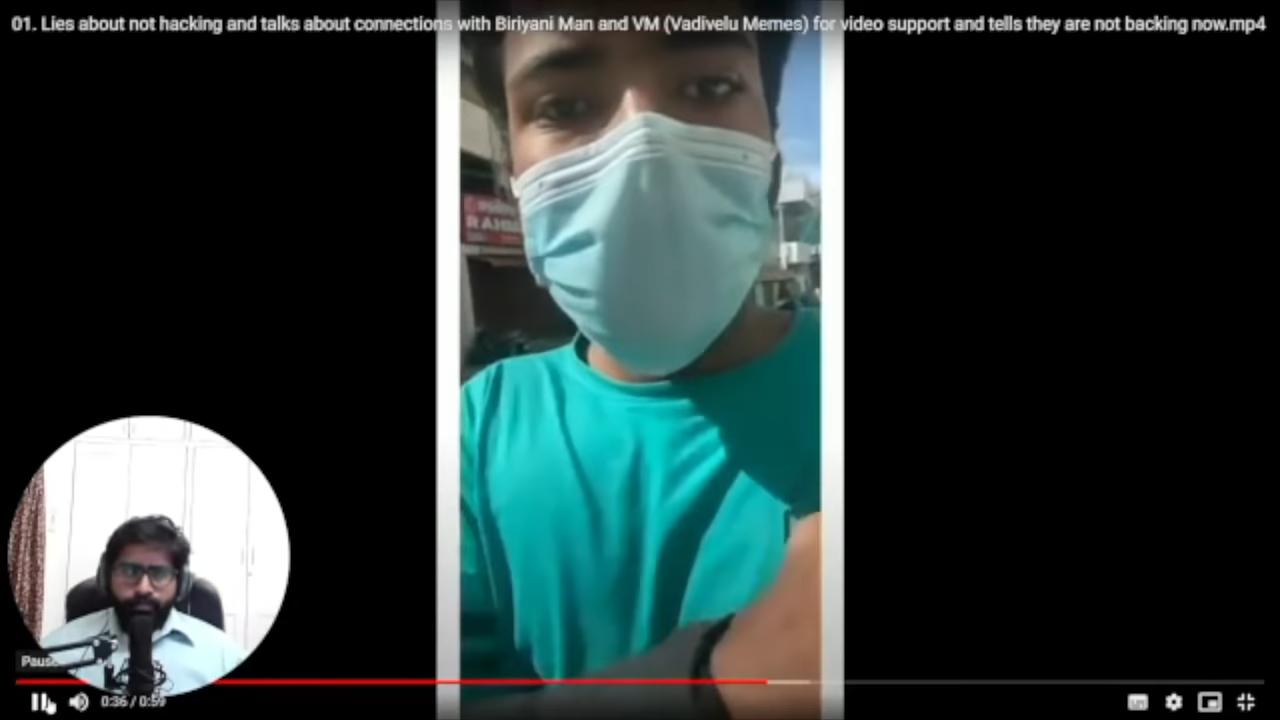 01. Lies about not hacking and talks about connections with Biriyani Man and VM (Vadivelu Memes) for video support and tells they are not backing now.mp4
0:36 / 0:59